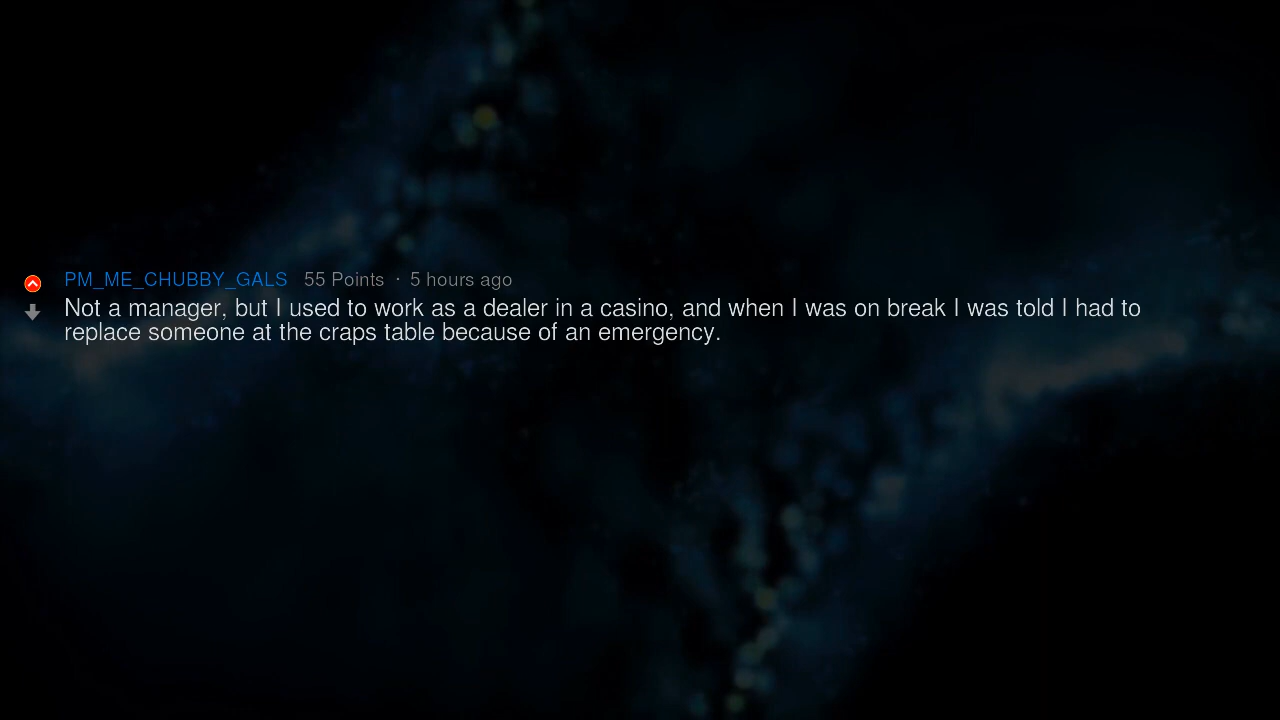 PM_ME_CHUBBY_GALS 55 Points · 5 hours ago
Not a manager, but I used to work as a dealer in a casino, and when I was on break I was told I had to
replace someone at the craps table because of an emergency.